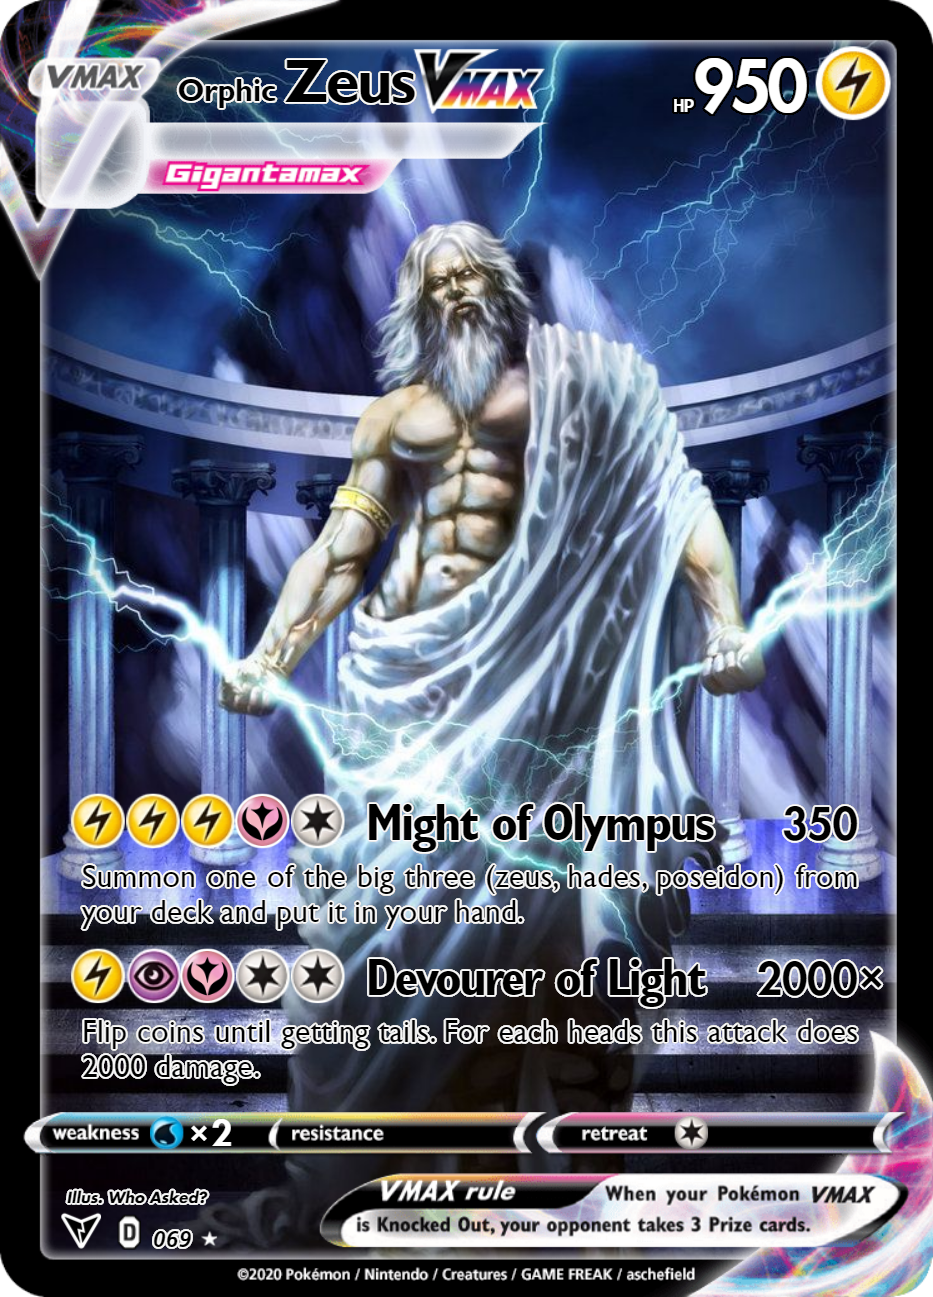 VMAX
Orphic Zeus VMAX
HP 950
Gigantamax
Might of Olympus 350
Summon one of the big three (zeus, hades, poseidon) from
your deck and put it in your hand.
Devourer of Light 2000×
Flip coins until getting tails. For each heads this attack does
2000 damage.
weakness ×2 resistance retreat
Illus. Who Asked?
VMAX rule When your Pokémon VMAX
is Knocked Out, your opponent takes 3 Prize cards.
D 069
©2020 Pokémon / Nintendo / Creatures / GAME FREAK / aschefield